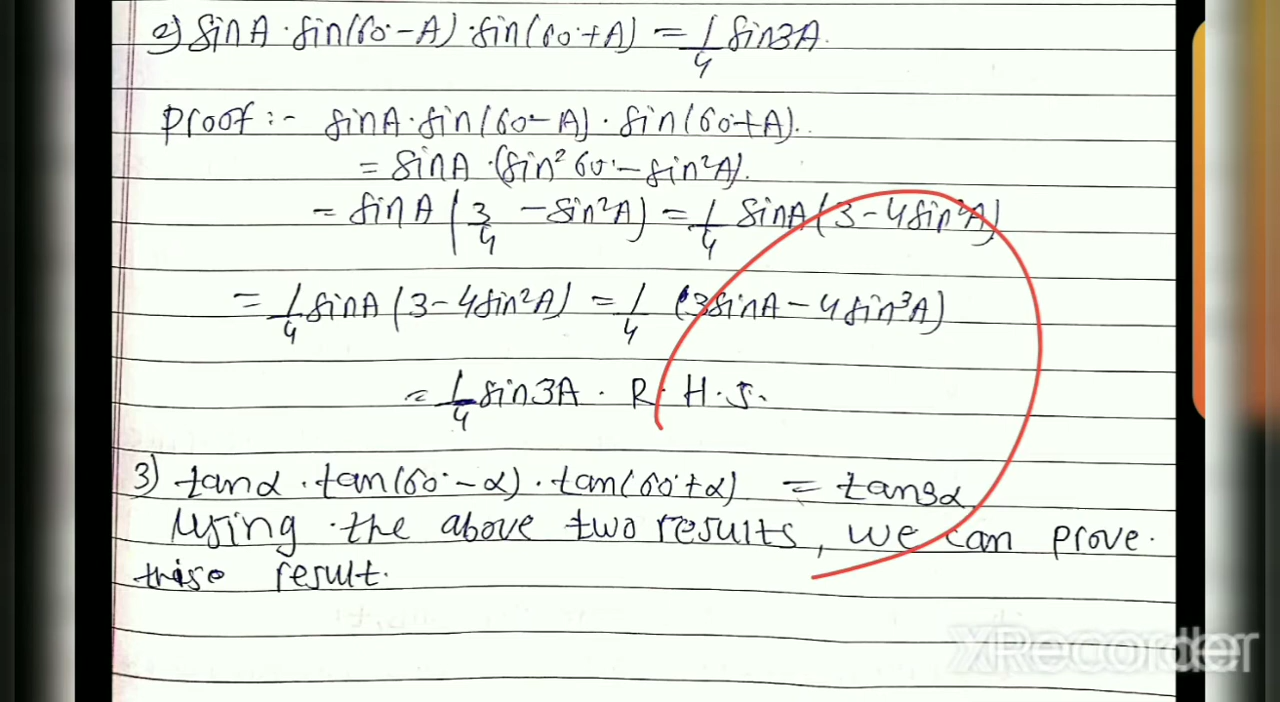 2) sinA · sin(60°-A) · sin(60°+A) = 1/4 sin3A.
Proof :- sinA · sin(60°-A) · sin(60°+A).
= sinA · (sin²60° - sin²A).
= sinA (3/4 - sin²A) = 1/4 sinA (3-4sin²A)
= 1/4 sinA (3-4sin²A) = 1/4 (3sinA - 4sin³A)
= 1/4 sin3A . R.H.S.
3) tanα · tan(60°-α) · tan(60°+α) = tan3α.
Using the above two results, we can prove.
result.
XRecorder